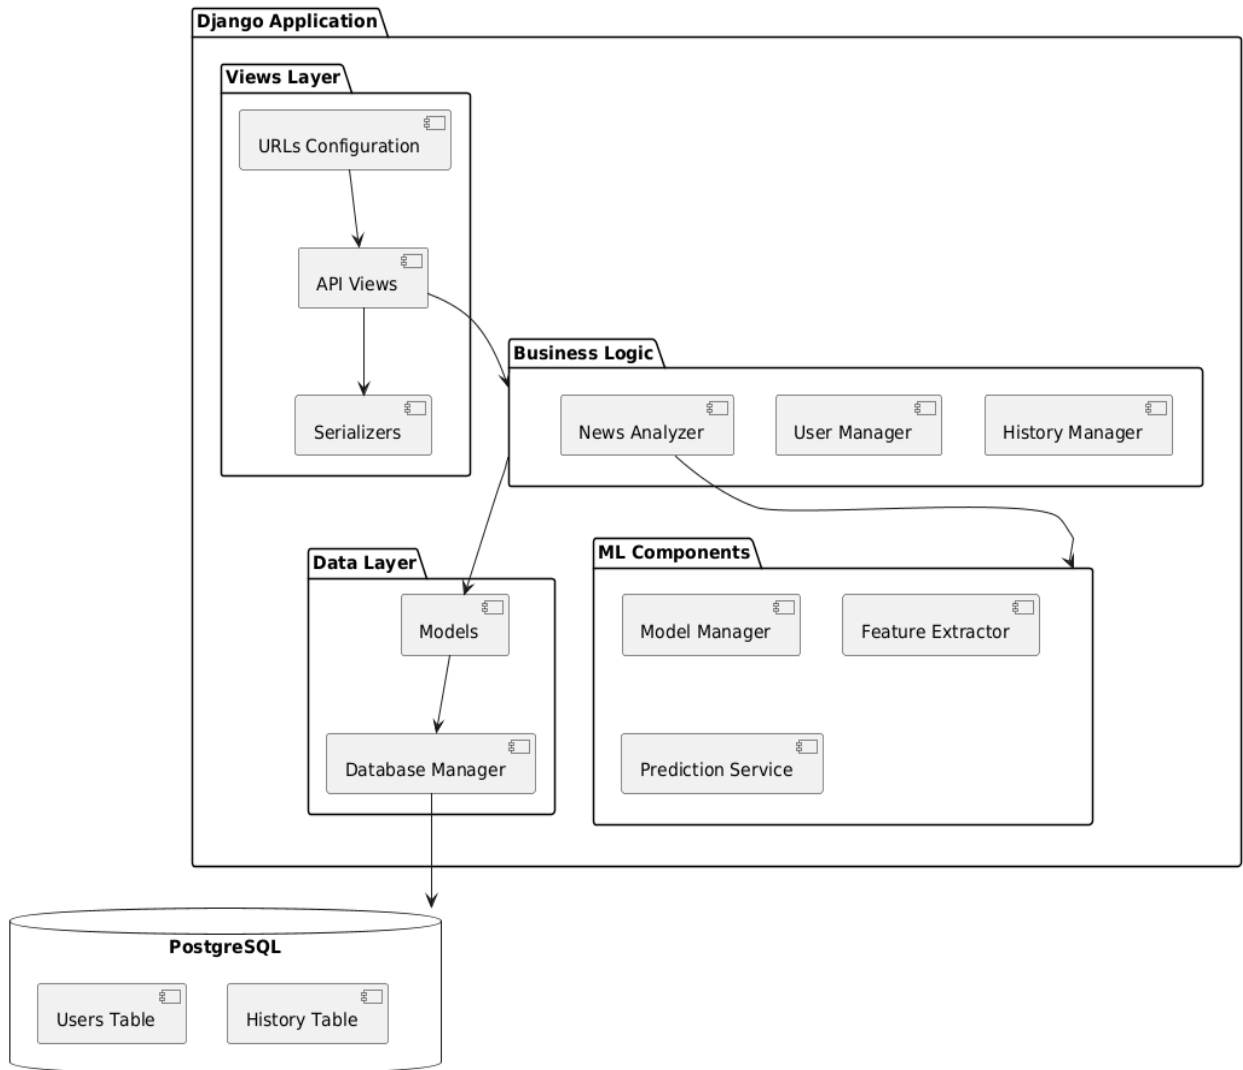 Django Application
Views Layer
URLs Configuration
API Views
Serializers
Business Logic
News Analyzer
User Manager
History Manager
Data Layer
Models
Database Manager
ML Components
Model Manager
Feature Extractor
Prediction Service
PostgreSQL
Users Table
History Table